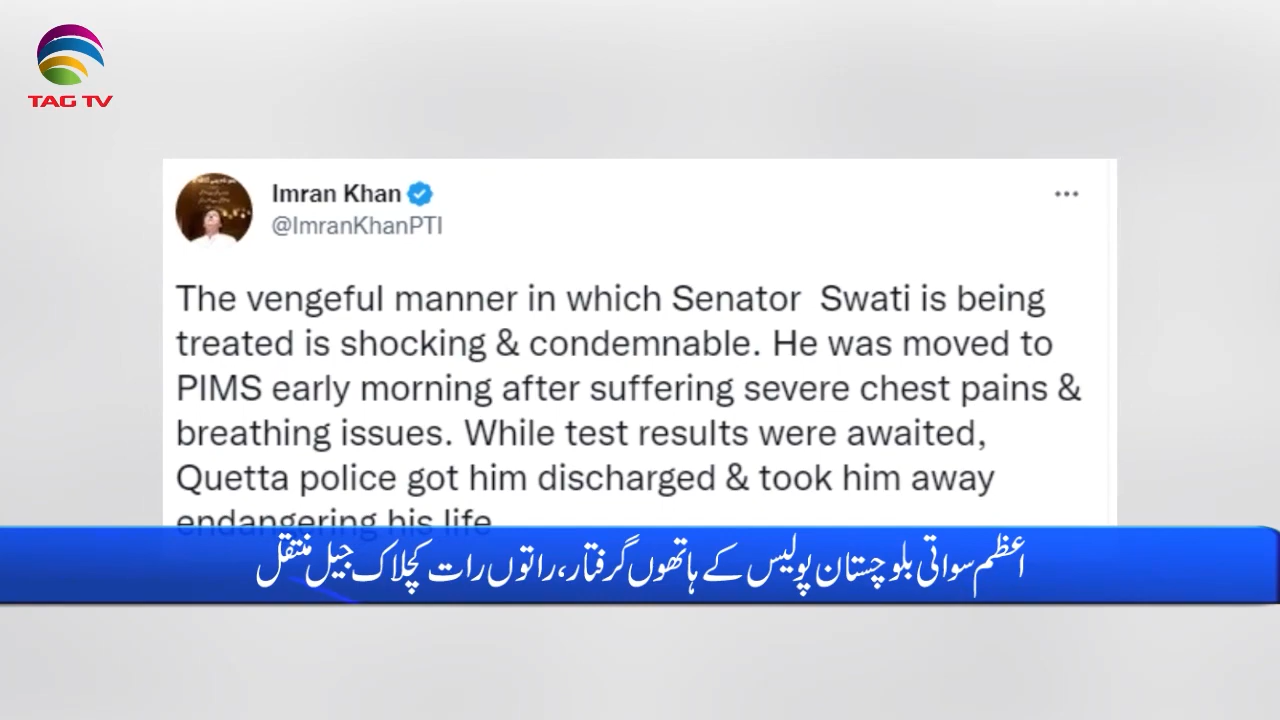 TAG TV
Imran Khan
@ImranKhanPTI
The vengeful manner in which Senator Swati is being
treated is shocking & condemnable. He was moved to
PIMS early morning after suffering severe chest pains &
breathing issues. While test results were awaited,
Quetta police got him discharged & took him away
endangering his life
اعظم سواتی بلوچستان پولیس کے ہاتھوں گرفتار، راتوں رات کچلاک جیل منتقل